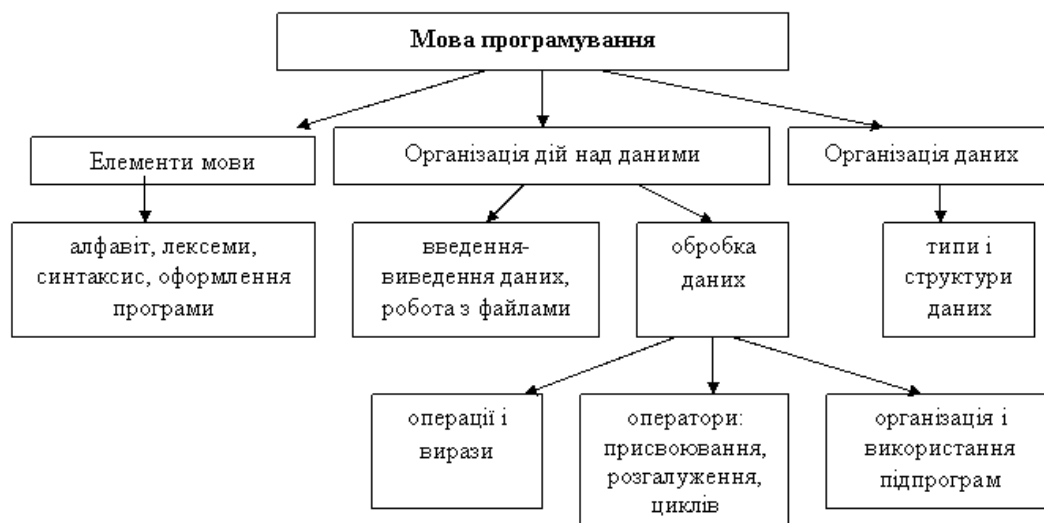 Мова програмування
Елементи мови
Організація дій над даними
Організація даних
алфавіт, лексеми,
синтаксис, оформлення
програми
введення-
виведення даних,
робота з файлами
обробка
даних
типи і
структури
даних
операції і
вирази
оператори:
присвоювання,
розгалуження,
циклів
організація і
використання
підпрограм